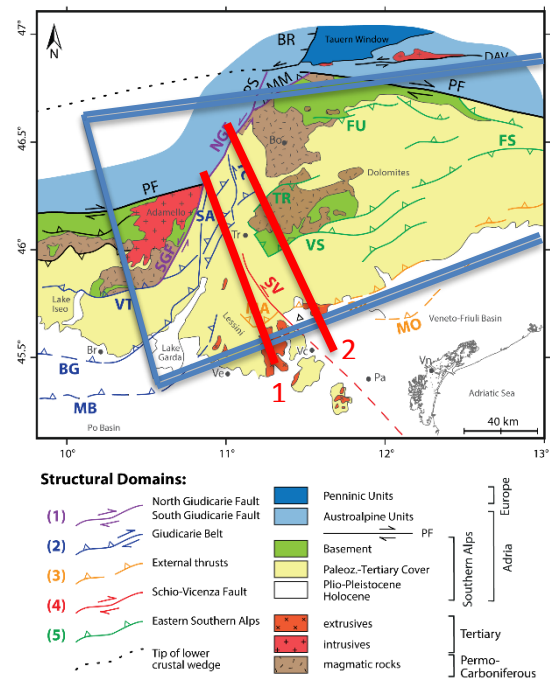 47°
46.5°
46°
45.5°
N
BR
Tauern Window
DAV
PS
MM
PF
NGF
FU
FS
Bo
Dolomites
PF
Adamello
SA
TR
Tr
VS
SGF
SV
Lake
Iseo
VT
Lessini
MO
Veneto-Friuli Basin
Lake
Garda
Br
BG
Ve
Vc
Pa
Vn
Adriatic Sea
MB
Po Basin
1
2
40 km
10°
11°
12°
13°
Structural Domains:
(1)
North Giudicarie Fault
South Giudicarie Fault
(2)
Giudicarie Belt
(3)
External thrusts
(4)
Schio-Vicenza Fault
(5)
Eastern Southern Alps
Tip of lower
crustal wedge
Penninic Units
Austroalpine Units
PF
Basement
Paleoz.-Tertiary Cover
Plio-Pleistocene
Holocene
extrusives
intrusives
magmatic rocks
Europe
Adria
Southern Alps
Tertiary
Permo-
Carboniferous